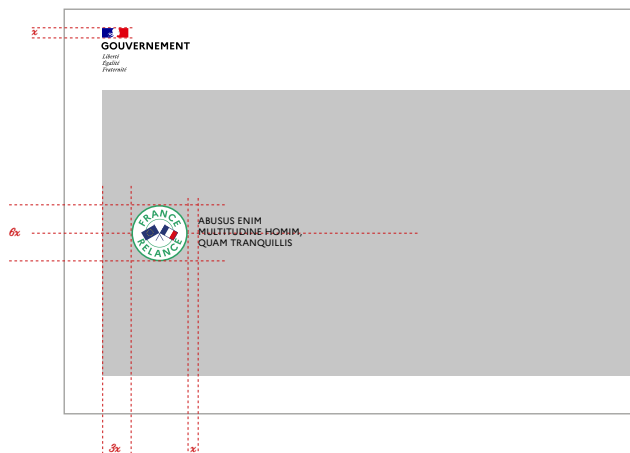 x
GOUVERNEMENT
Liberté
Égalité
Fraternité
6x
FRANCE
RELANCE
ABUSUS ENIM
MULTITUDINE HOMIM,
QUAM TRANQUILLIS
3x
x